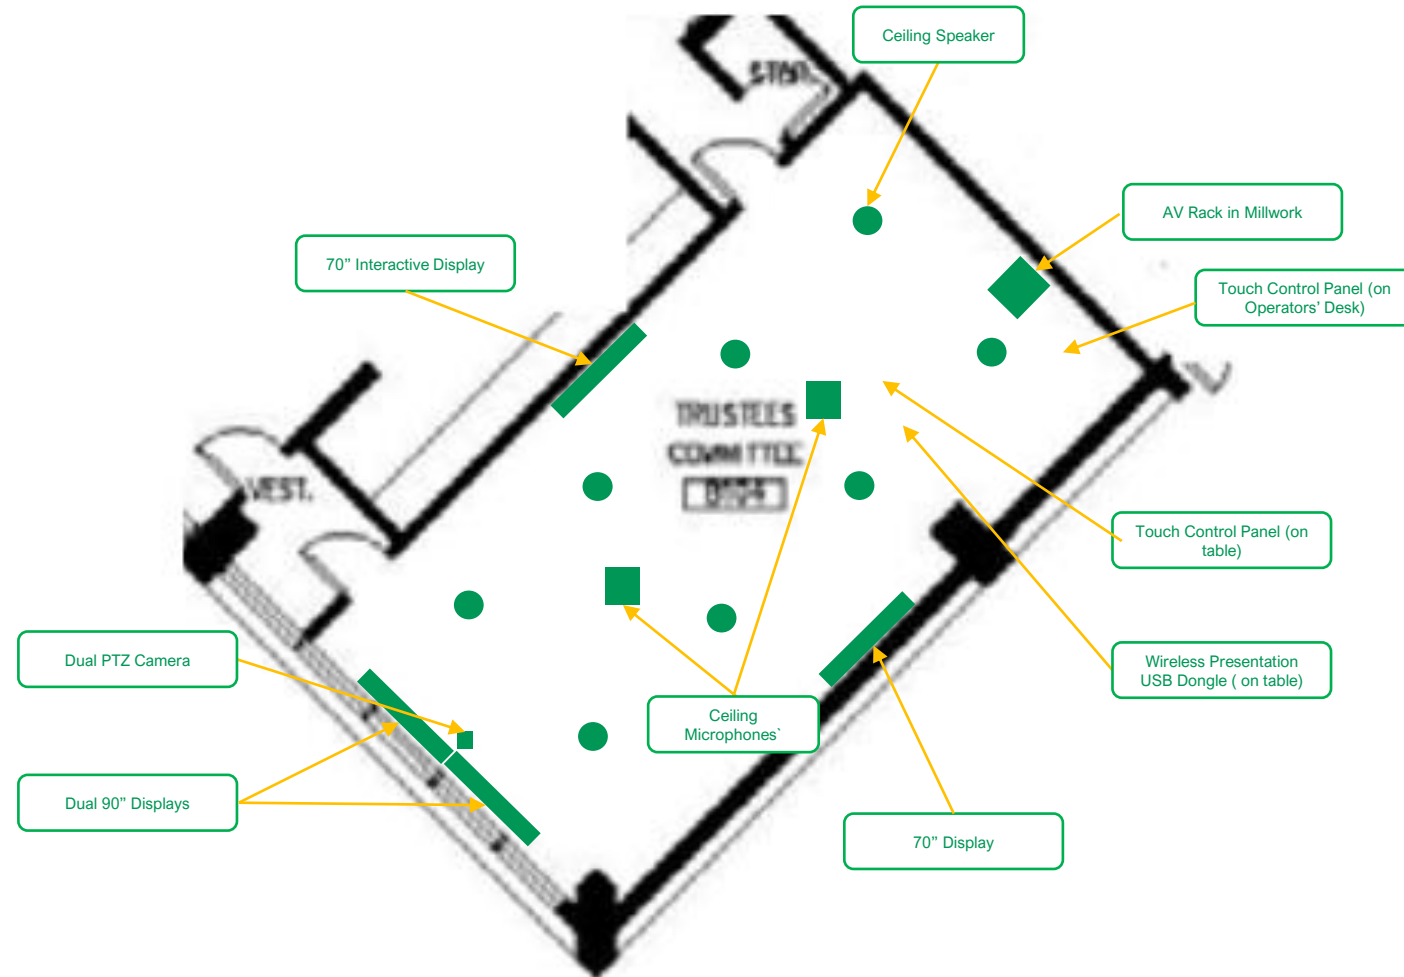 Ceiling Speaker
STOR.
AV Rack in Millwork
70” Interactive Display
Touch Control Panel (on
Operators’ Desk)
TRUSTEES
COMMITTEE
VEST.
Touch Control Panel (on
table)
Dual PTZ Camera
Wireless Presentation
USB Dongle ( on table)
Ceiling
Microphones`
Dual 90” Displays
70” Display